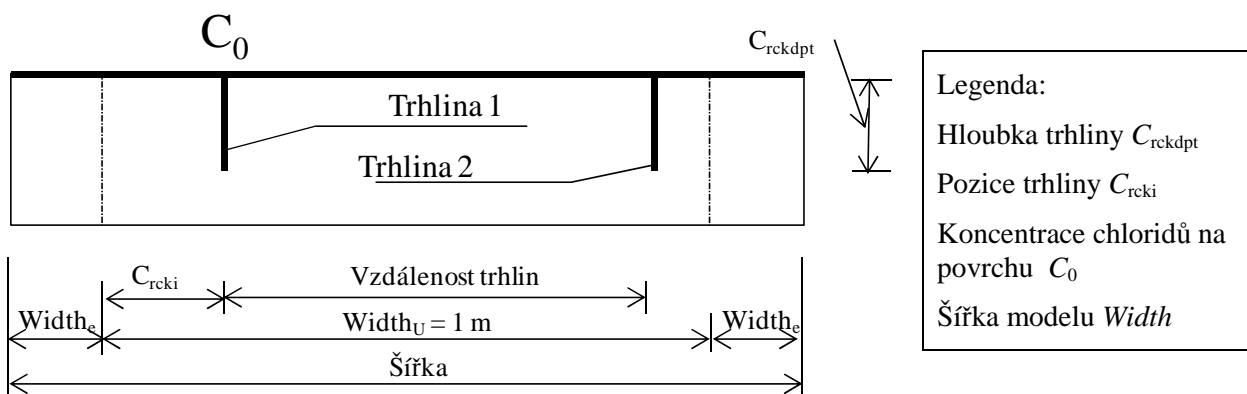 C0
Crckdpt
Trhlina 1
Trhlina 2
Crcki
Vzdálenost trhlin
Widthe
WidthU = 1 m
Widthe
Šířka
Legenda:
Hloubka trhliny Crckdpt
Pozice trhliny Crcki
Koncentrace chloridů na
povrchu C0
Šířka modelu Width